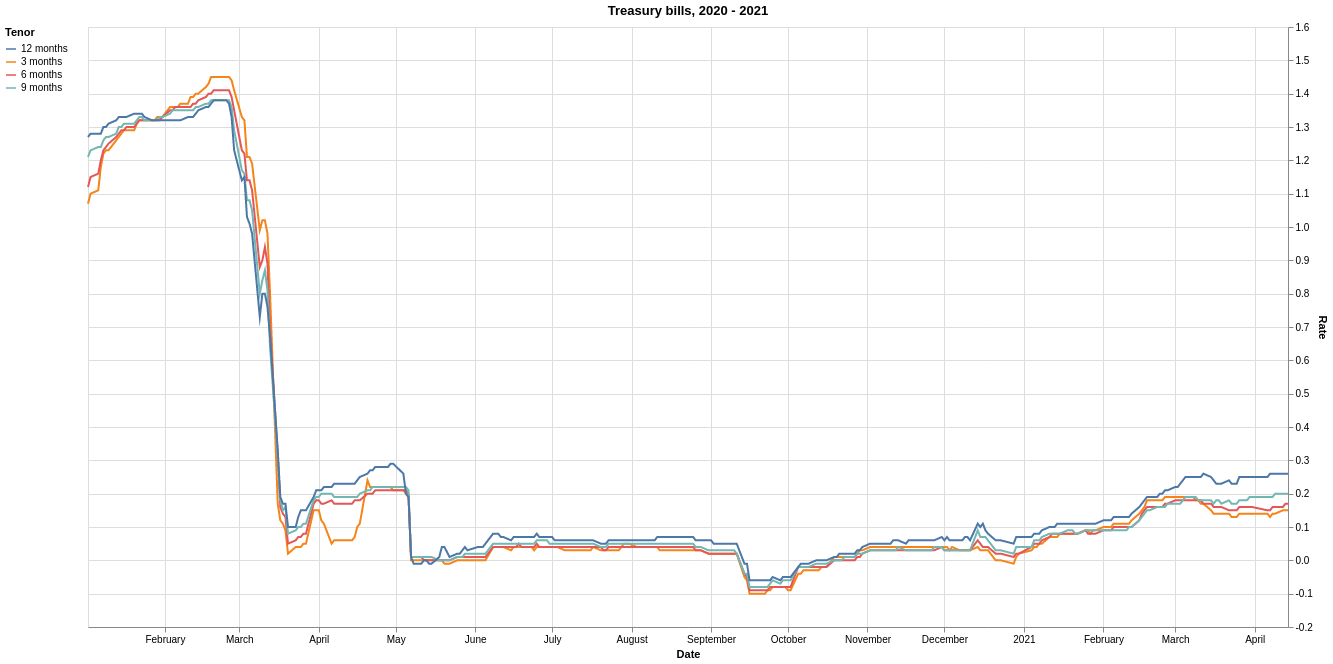 Treasury bills, 2020 - 2021
Tenor
12 months
3 months
6 months
9 months
1.6
1.5
1.4
1.3
1.2
1.1
1.0
0.9
0.8
0.7
0.6
0.5
0.4
0.3
0.2
0.1
0.0
-0.1
-0.2
Rate
February March April May June July August September October November December 2021 February March April
Date